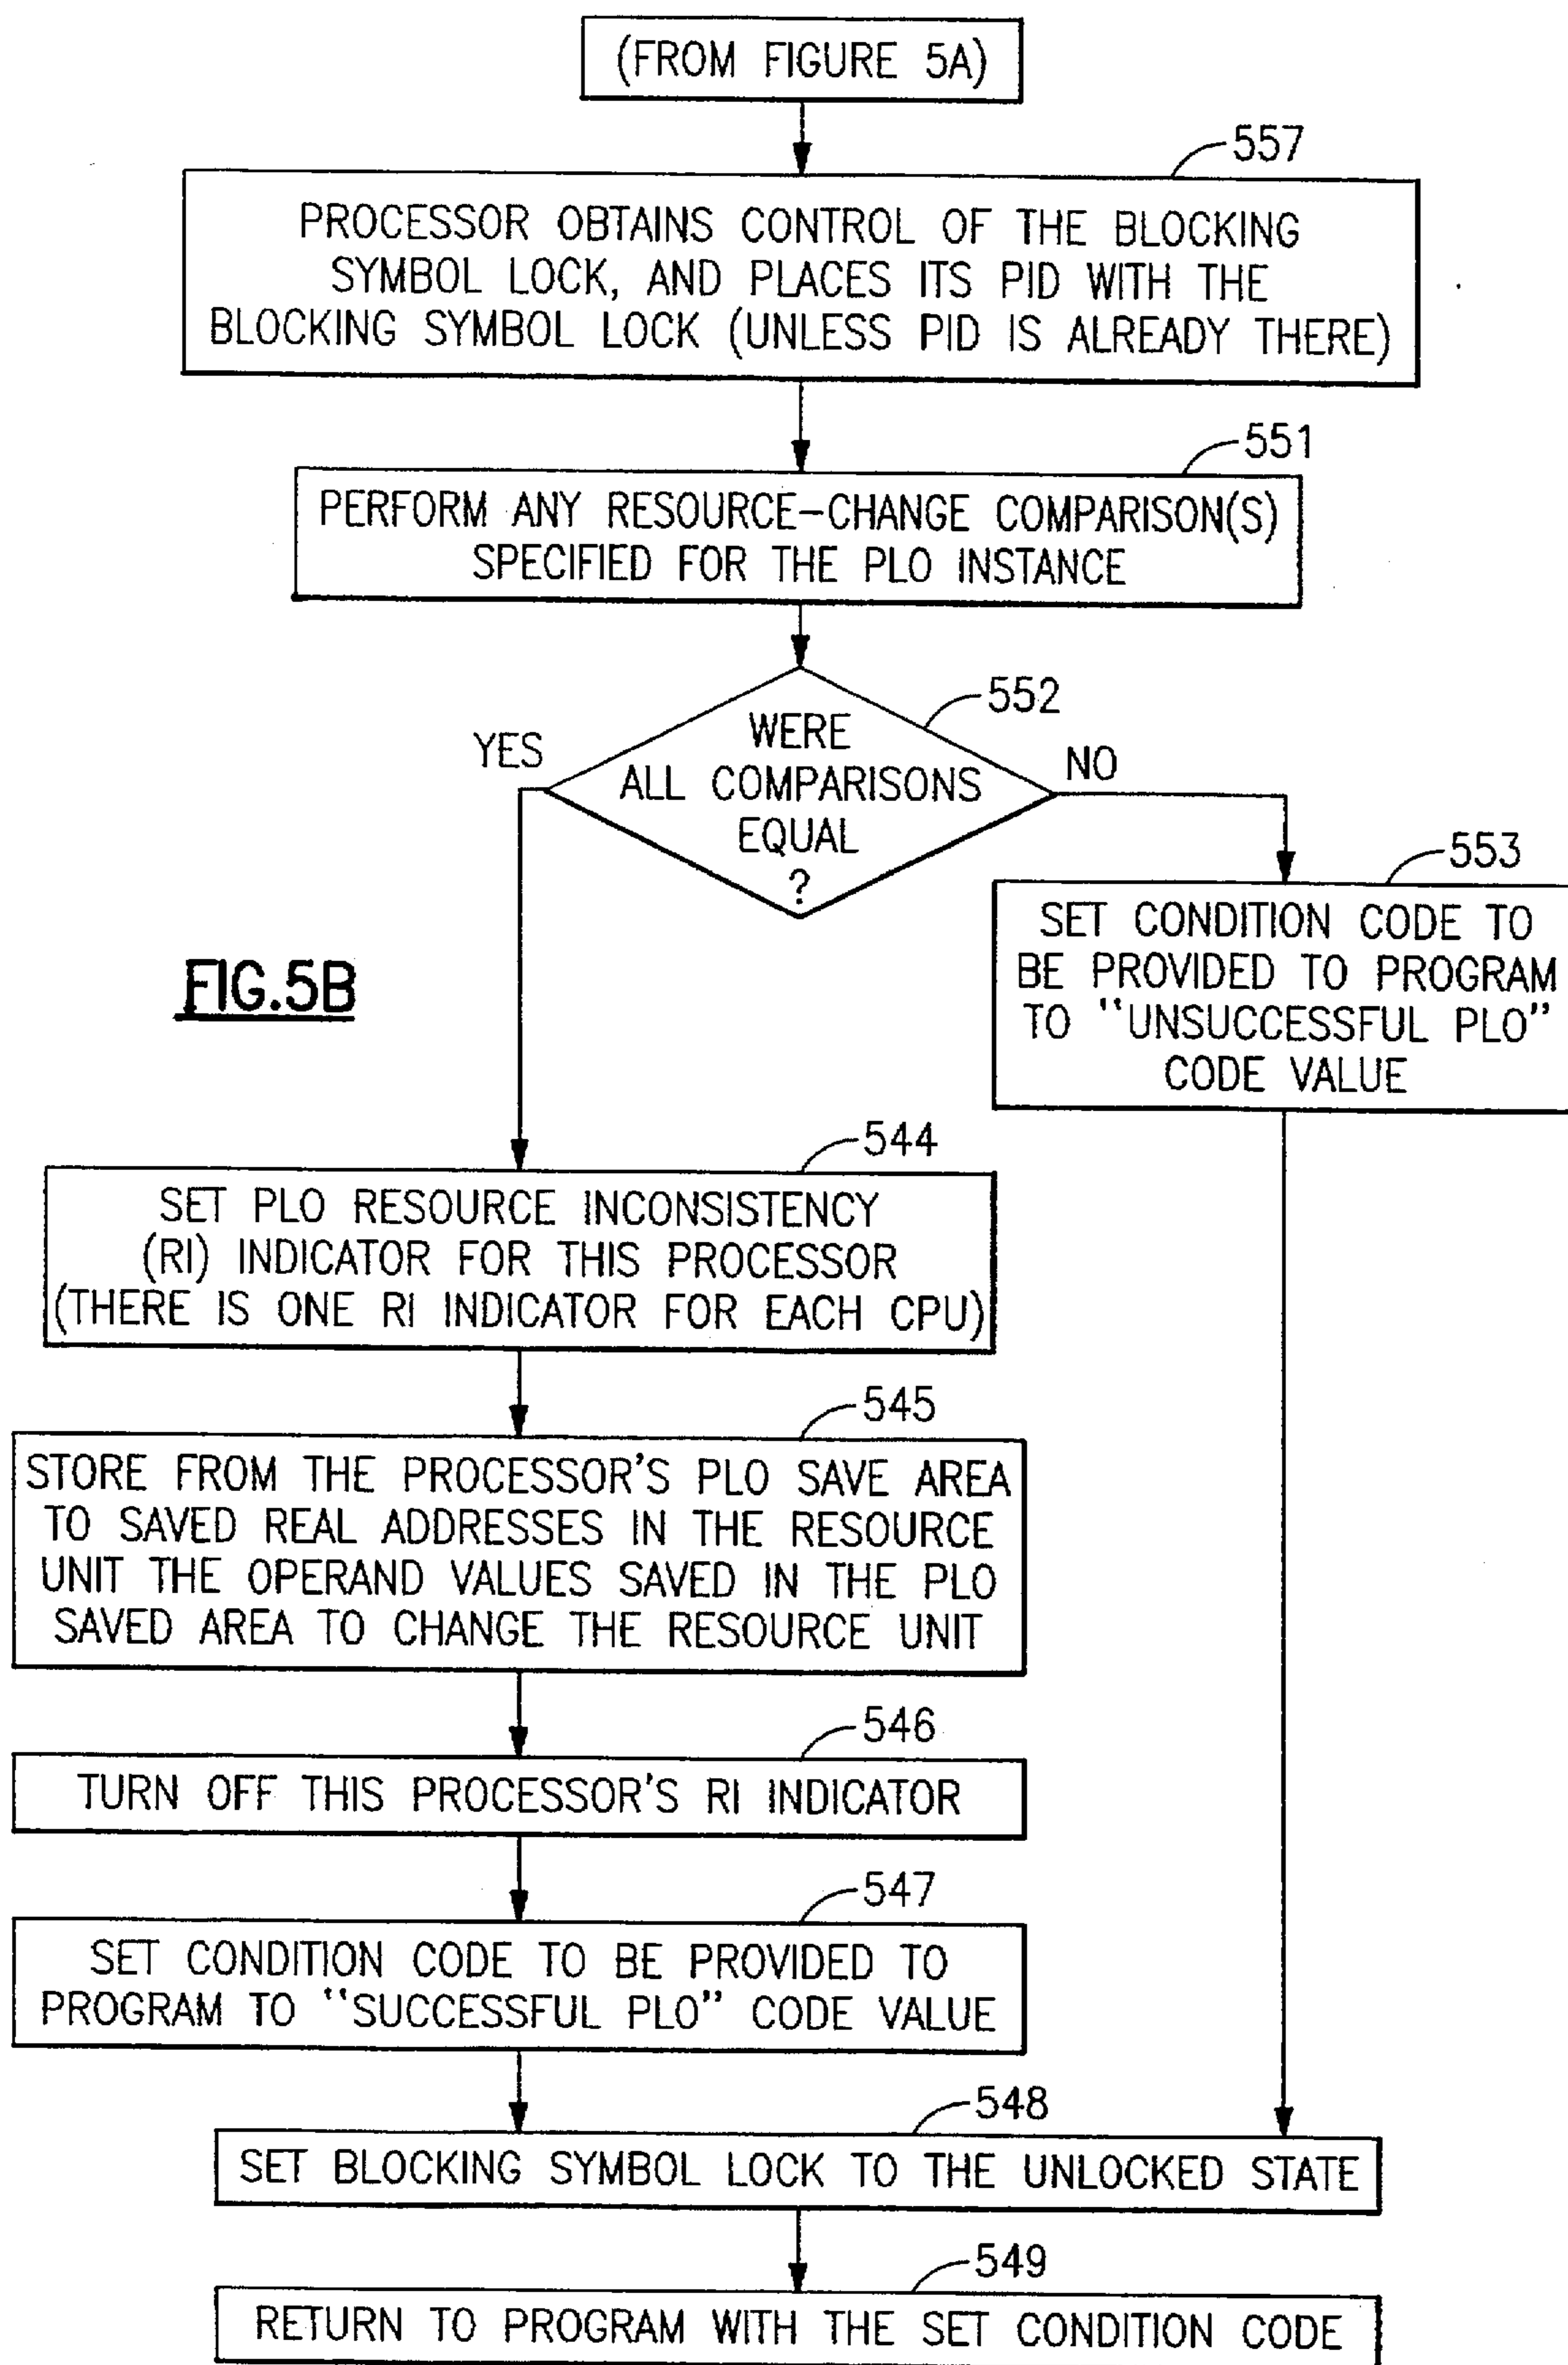 (FROM FIGURE 5A)
557
PROCESSOR OBTAINS CONTROL OF THE BLOCKING
SYMBOL LOCK, AND PLACES ITS PID WITH THE
BLOCKING SYMBOL LOCK (UNLESS PID IS ALREADY THERE)
551
PERFORM ANY RESOURCE-CHANGE COMPARISON(S)
SPECIFIED FOR THE PLO INSTANCE
552
WERE
ALL COMPARISONS
EQUAL
?
YES
NO
553
SET CONDITION CODE TO
BE PROVIDED TO PROGRAM
TO "UNSUCCESSFUL PLO"
CODE VALUE
FIG.5B
544
SET PLO RESOURCE INCONSISTENCY
(RI) INDICATOR FOR THIS PROCESSOR
(THERE IS ONE RI INDICATOR FOR EACH CPU)
545
STORE FROM THE PROCESSOR'S PLO SAVE AREA
TO SAVED REAL ADDRESSES IN THE RESOURCE
UNIT THE OPERAND VALUES SAVED IN THE PLO
SAVED AREA TO CHANGE THE RESOURCE UNIT
546
TURN OFF THIS PROCESSOR'S RI INDICATOR
547
SET CONDITION CODE TO BE PROVIDED TO
PROGRAM TO "SUCCESSFUL PLO" CODE VALUE
548
SET BLOCKING SYMBOL LOCK TO THE UNLOCKED STATE
549
RETURN TO PROGRAM WITH THE SET CONDITION CODE